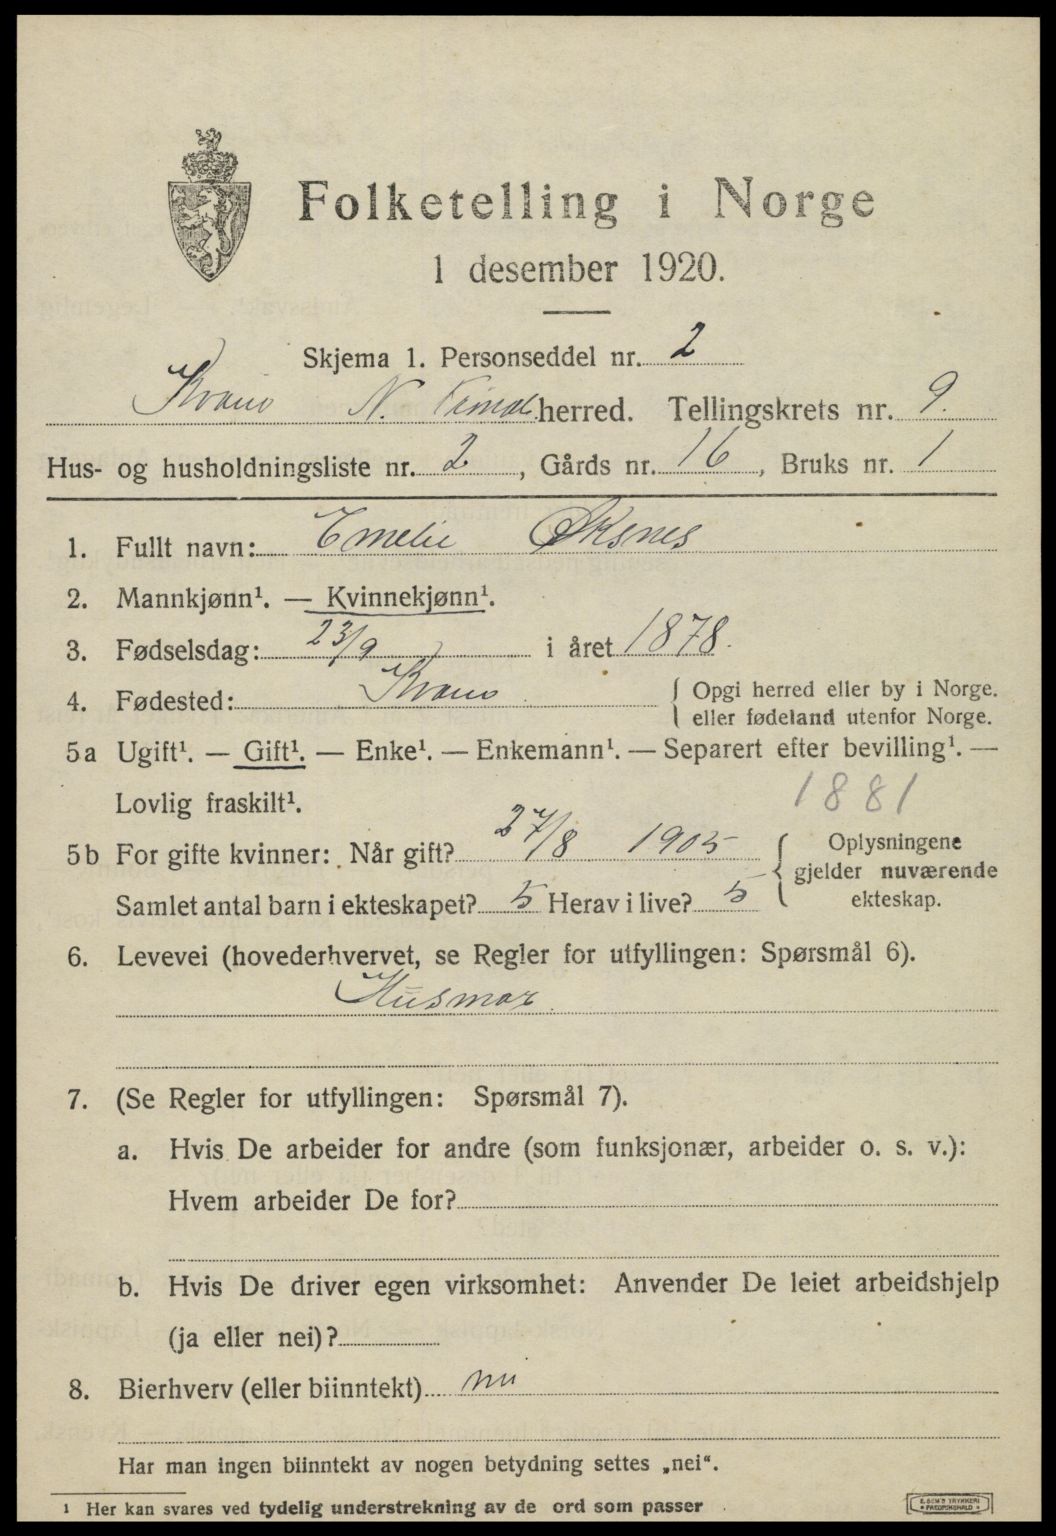 Folketelling i Norge
1 desember 1920.
Skjema 1. Personseddel nr. 2
Kvam N. Trond. herred. Tellingskrets nr. 9.
Hus- og husholdningsliste nr. 2, Gårds nr. 16, Bruks nr. 1
1. Fullt navn: Emelie Øksnes
2. Mannkjønn¹. — Kvinnekjønn¹.
3. Fødselsdag: 23/9 i året 1878.
4. Fødested: Kvam { Opgi herred eller by i Norge.
eller fødeland utenfor Norge.
5a Ugift¹. — Gift¹. — Enke¹. — Enkemann¹. — Separert efter bevilling¹. —
Lovlig fraskilt¹. 1881
5b For gifte kvinner: Når gift? 27/8 1905 { Oplysningene
gjelder nuværende
ekteskap.
Samlet antal barn i ekteskapet? 5 Herav i live? 5
6. Levevei (hovederhvervet, se Regler for utfyllingen: Spørsmål 6).
Husmor
7. (Se Regler for utfyllingen: Spørsmål 7).
a. Hvis De arbeider for andre (som funksjonær, arbeider o. s. v.):
Hvem arbeider De for?
b. Hvis De driver egen virksomhet: Anvender De leiet arbeidshjelp
(ja eller nei)?
8. Bierhverv (eller biinntekt)
Har man ingen biinntekt av nogen betydning settes „nei“.
¹ Her kan svares ved tydelig understrekning av de ord som passer
E. SEM'S TRYKKERI
FREDRIKSHALD